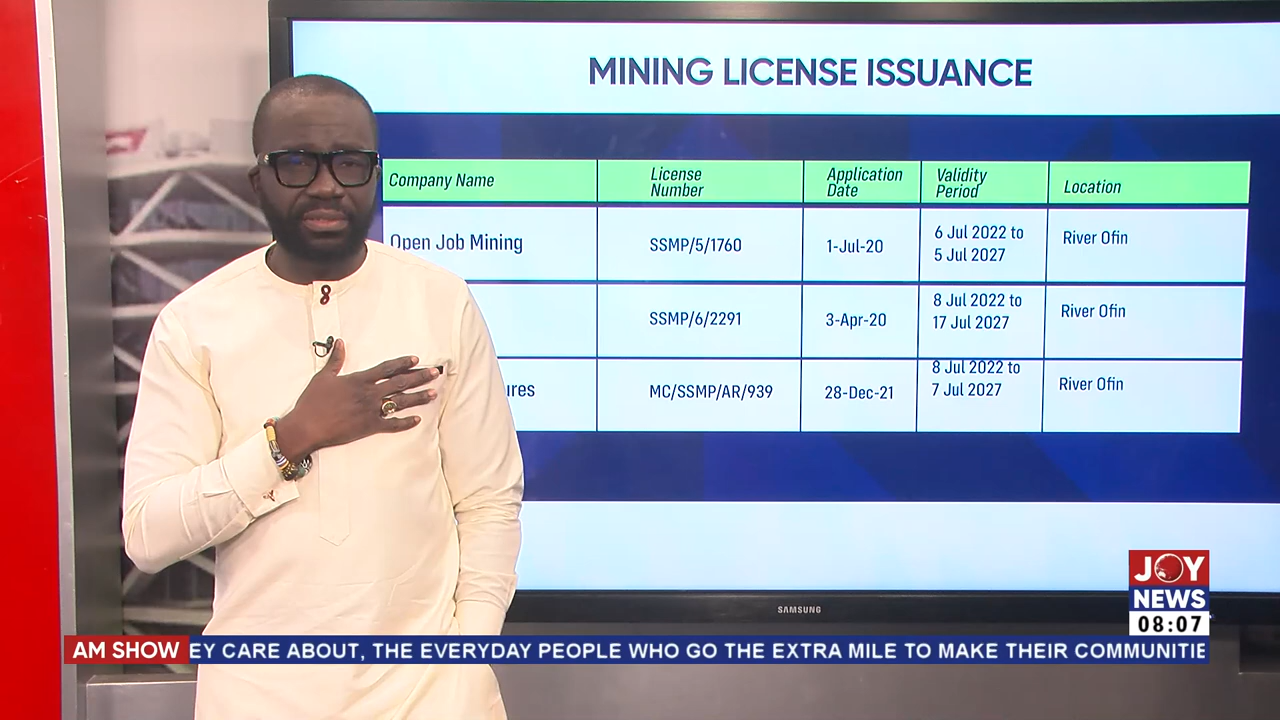 MINING LICENSE ISSUANCE
Company Name
License
Number
Application
Date
Validity
Period
Location
Open Job Mining
SSMP/5/1760
1-Jul-20
6 Jul 2022 to
5 Jul 2027
River Ofin
SSMP/6/2291
3-Apr-20
8 Jul 2022 to
17 Jul 2027
River Ofin
MC/SSMP/AR/939
28-Dec-21
8 Jul 2022 to
7 Jul 2027
River Ofin
SAMSUNG
JOY
NEWS
08:07
AM SHOW
CARE ABOUT, THE EVERYDAY PEOPLE WHO GO THE EXTRA MILE TO MAKE THEIR